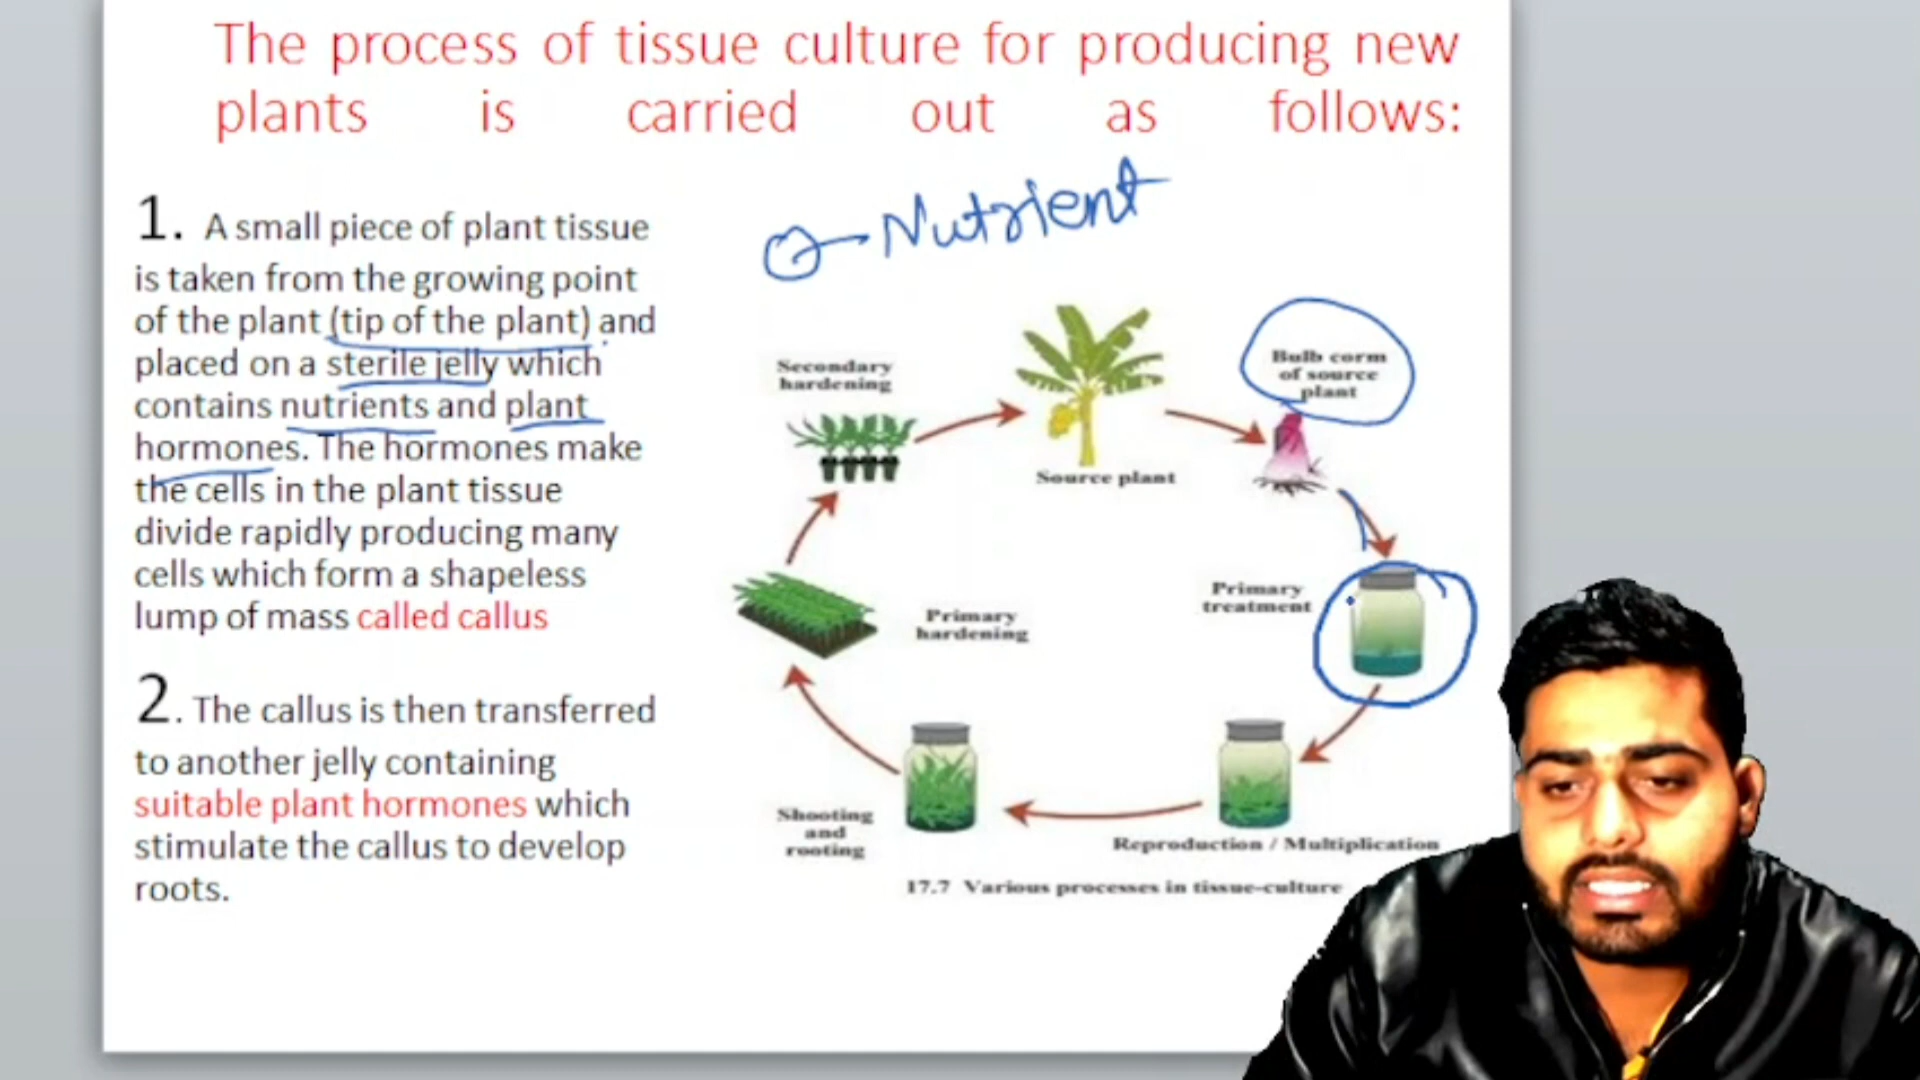 The process of tissue culture for producing new
plants is carried out as follows:
1. A small piece of plant tissue
is taken from the growing point
of the plant (tip of the plant) and
placed on a sterile jelly which
contains nutrients and plant
hormones. The hormones make
the cells in the plant tissue
divide rapidly producing many
cells which form a shapeless
lump of mass called callus
2. The callus is then transferred
to another jelly containing
suitable plant hormones which
stimulate the callus to develop
roots.
Nutrient
Secondary
hardening
Source plant
Bulb corm
of source
plant
Primary
treatment
Primary
hardening
Shooting
and
rooting
Reproduction / Multiplication
17.7 Various processes in tissue-culture